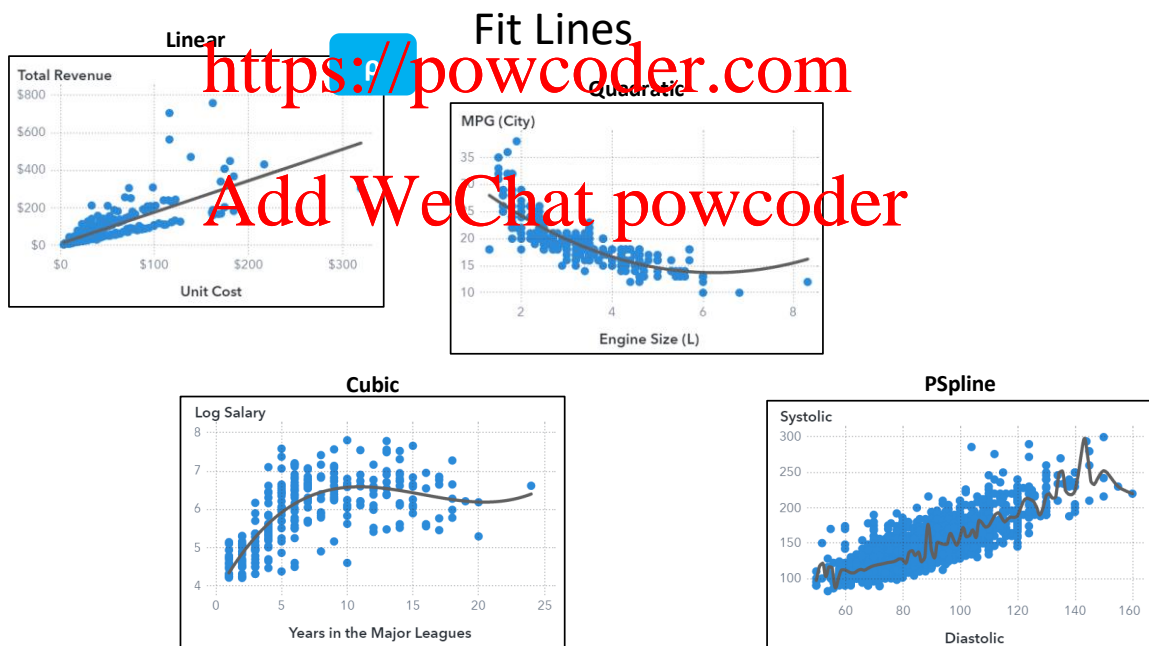 Fit Lines
Linear
ρ
https://powcoder.com
Total Revenue
$800
$600
$400
$200
$0
$0 $100 $200 $300
Unit Cost
Quadratic
MPG (City)
35
25
20
15
10
2 4 6 8
Engine Size (L)
Add WeChat powcoder
Cubic
Log Salary
8
7
6
5
4
0 5 10 15 20 25
Years in the Major Leagues
PSpline
Systolic
300
250
200
150
100
60 80 100 120 140 160
Diastolic